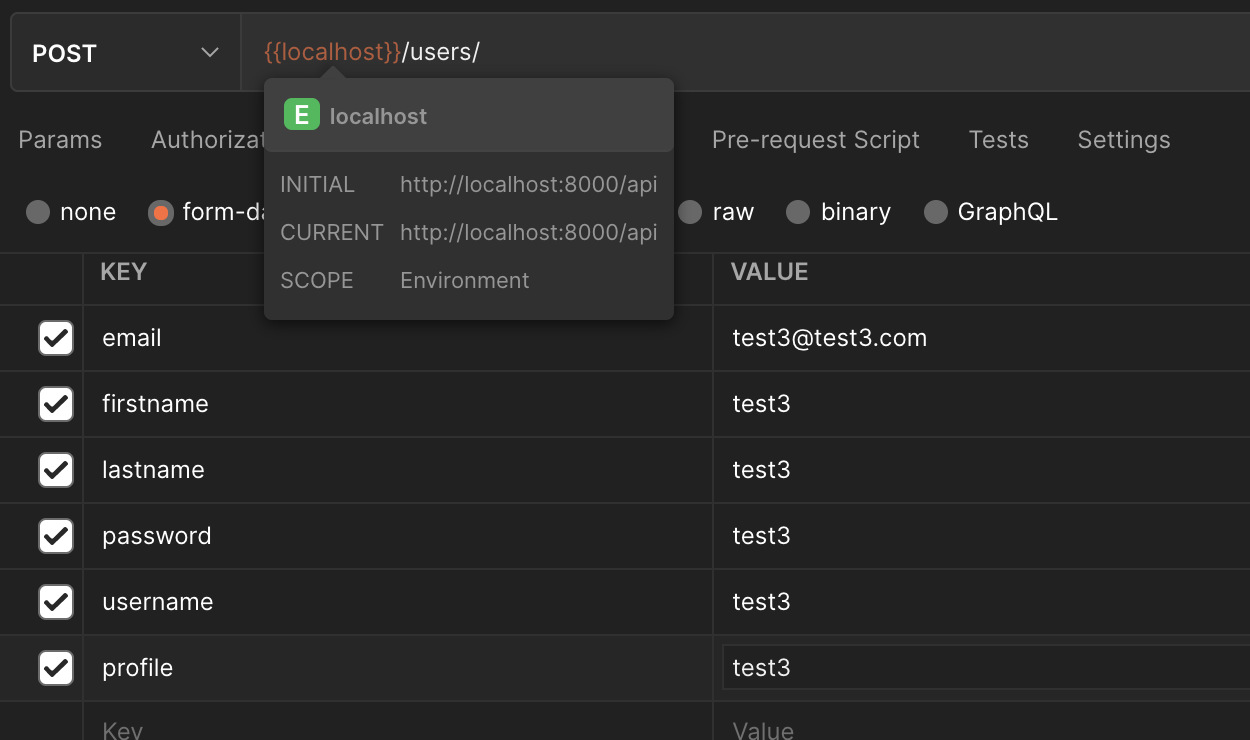 POST {{localhost}}/users/
E localhost
Params Authorizat Pre-request Script Tests Settings
INITIAL http://localhost:8000/api
none form-da raw binary GraphQL
CURRENT http://localhost:8000/api
KEY VALUE
SCOPE Environment
email test3@test3.com
firstname test3
lastname test3
password test3
username test3
profile test3
Key Value